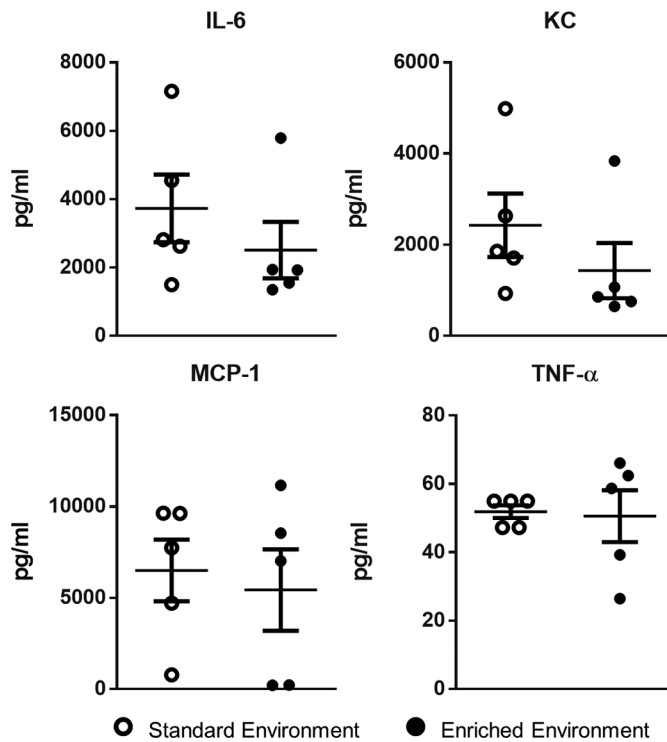 IL-6
8000
6000
4000
2000
0
pg/ml
KC
6000
4000
2000
0
pg/ml
MCP-1
15000
10000
5000
0
pg/ml
TNF-α
80
60
40
20
0
pg/ml
Standard Environment
Enriched Environment